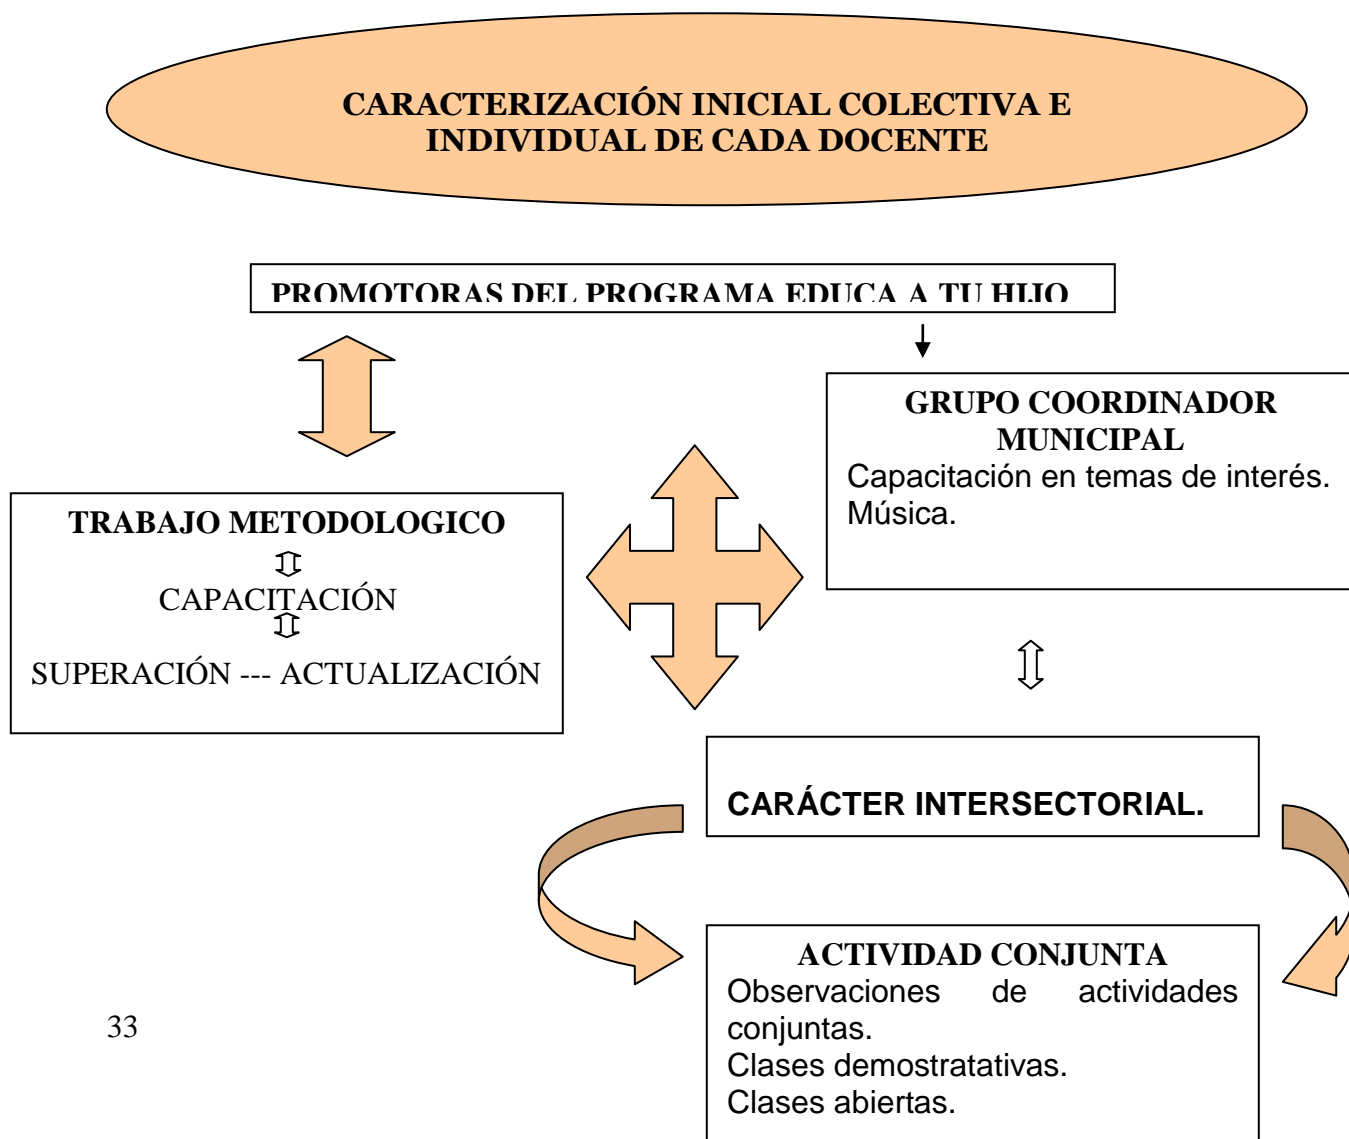 CARACTERIZACIÓN INICIAL COLECTIVA E
INDIVIDUAL DE CADA DOCENTE
PROMOTORAS DEL PROGRAMA EDUCA A TU HIJO
GRUPO COORDINADOR
MUNICIPAL
Capacitación en temas de interés.
Música.
TRABAJO METODOLOGICO
CAPACITACIÓN
SUPERACIÓN --- ACTUALIZACIÓN
CARÁCTER INTERSECTORIAL.
ACTIVIDAD CONJUNTA
Observaciones de actividades
conjuntas.
Clases demostratativas.
Clases abiertas.
33